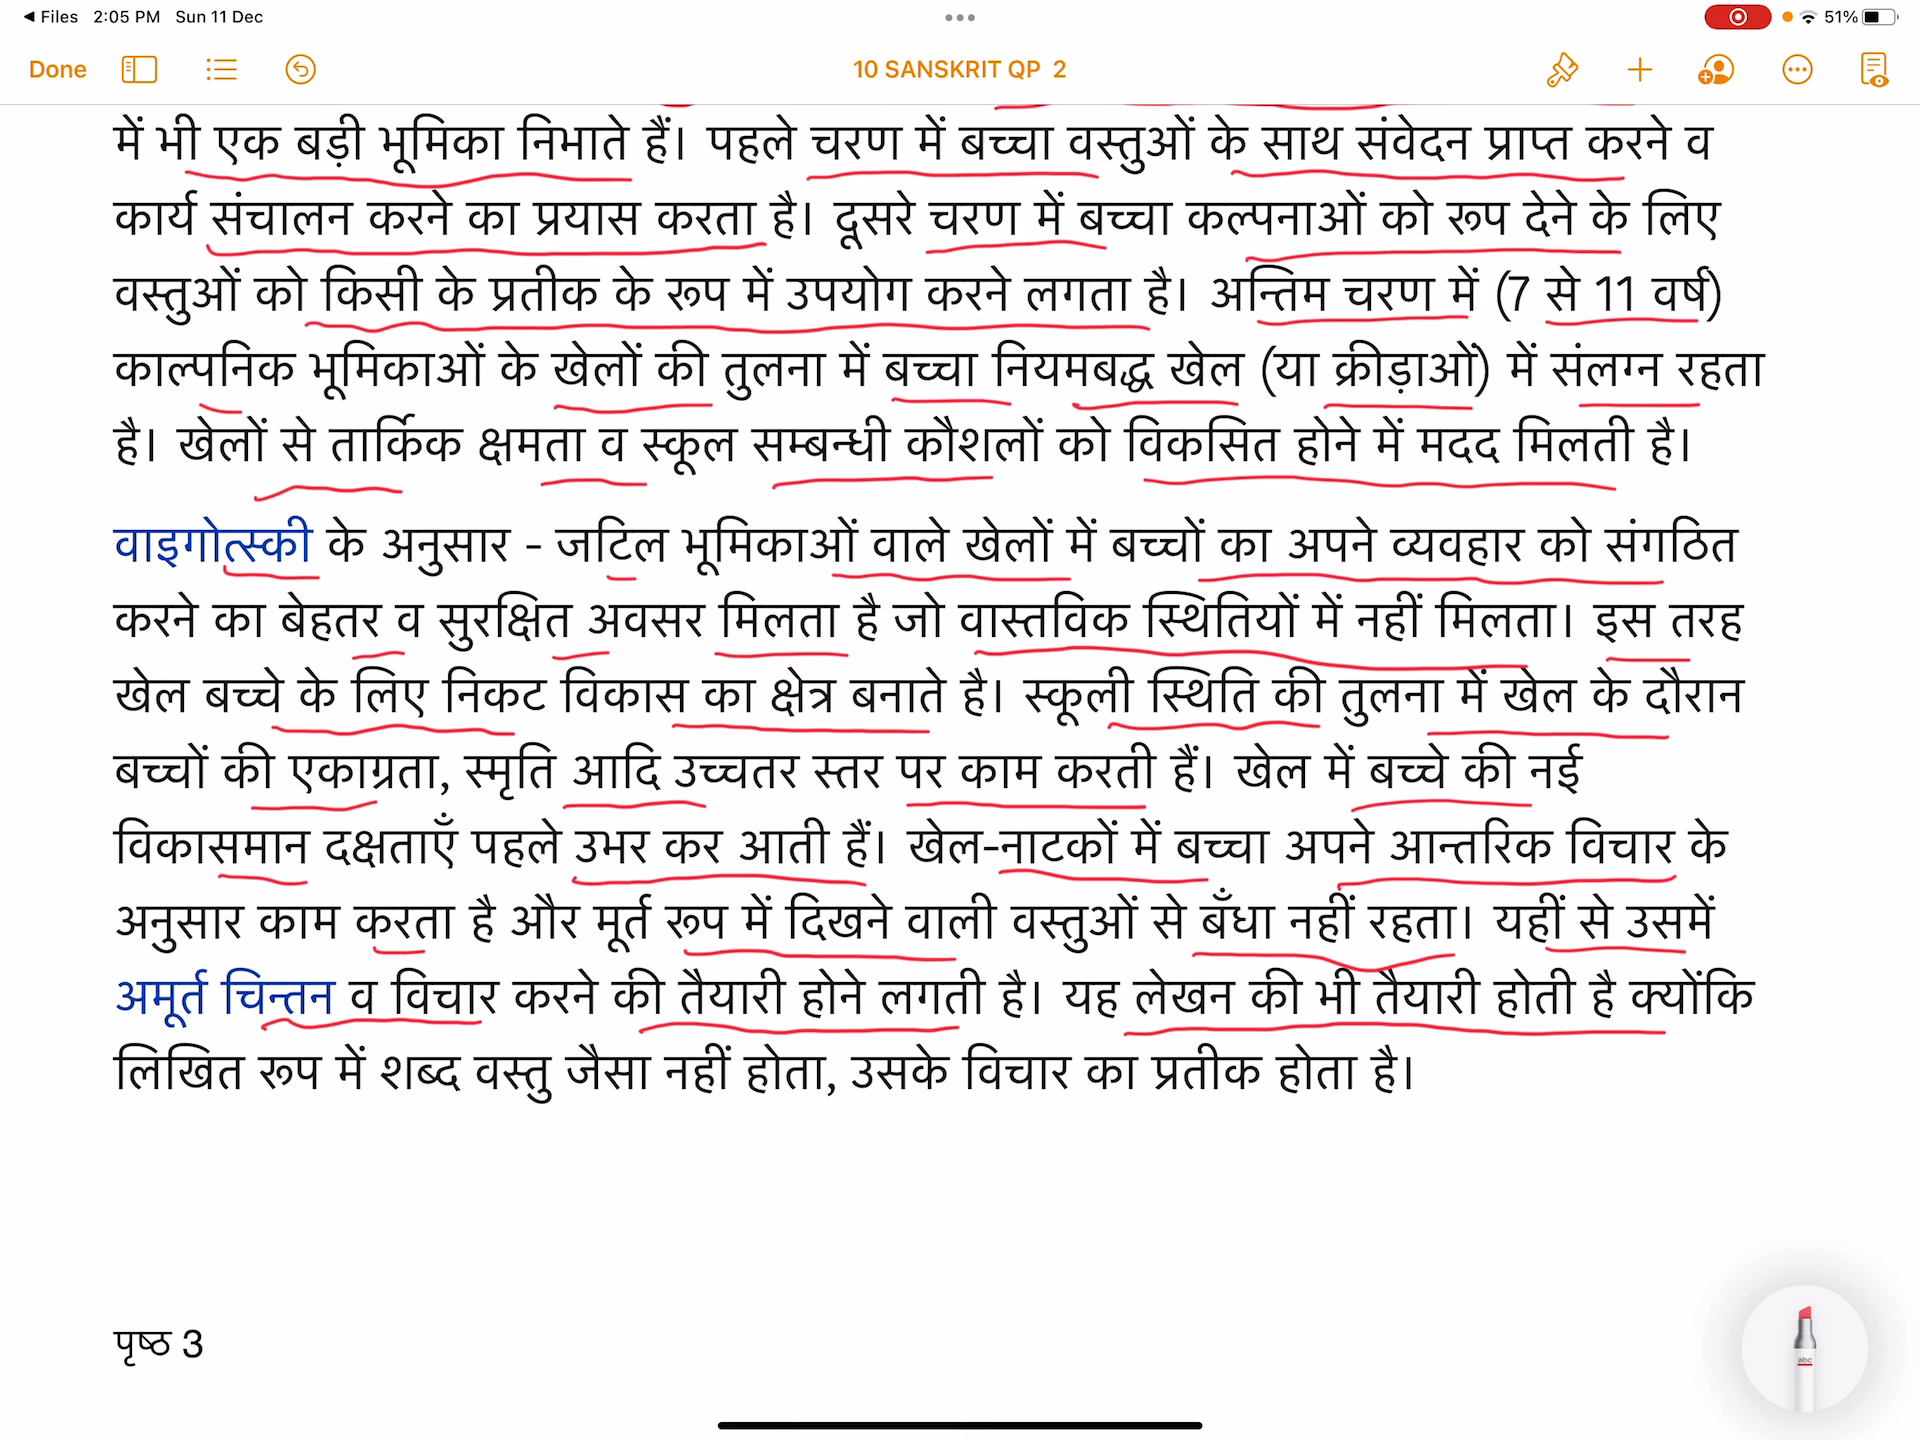 Files 2:05 PM Sun 11 Dec 51%
Done 10 SANSKRIT QP 2
में भी एक बड़ी भूमिका निभाते हैं। पहले चरण में बच्चा वस्तुओं के साथ संवेदन प्राप्त करने व
कार्य संचालन करने का प्रयास करता है। दूसरे चरण में बच्चा कल्पनाओं को रूप देने के लिए
वस्तुओं को किसी के प्रतीक के रूप में उपयोग करने लगता है। अन्तिम चरण में (7 से 11 वर्ष)
काल्पनिक भूमिकाओं के खेलों की तुलना में बच्चा नियमबद्ध खेल (या क्रीड़ाओं) में संलग्न रहता
है। खेलों से तार्किक क्षमता व स्कूल सम्बन्धी कौशलों को विकसित होने में मदद मिलती है।
वाइगोत्स्की के अनुसार - जटिल भूमिकाओं वाले खेलों में बच्चों का अपने व्यवहार को संगठित
करने का बेहतर व सुरक्षित अवसर मिलता है जो वास्तविक स्थितियों में नहीं मिलता। इस तरह
खेल बच्चे के लिए निकट विकास का क्षेत्र बनाते है। स्कूली स्थिति की तुलना में खेल के दौरान
बच्चों की एकाग्रता, स्मृति आदि उच्चतर स्तर पर काम करती हैं। खेल में बच्चे की नई
विकासमान दक्षताएँ पहले उभर कर आती हैं। खेल-नाटकों में बच्चा अपने आन्तरिक विचार के
अनुसार काम करता है और मूर्त रूप में दिखने वाली वस्तुओं से बँधा नहीं रहता। यहीं से उसमें
अमूर्त चिन्तन व विचार करने की तैयारी होने लगती है। यह लेखन की भी तैयारी होती है क्योंकि
लिखित रूप में शब्द वस्तु जैसा नहीं होता, उसके विचार का प्रतीक होता है।
पृष्ठ 3
abc